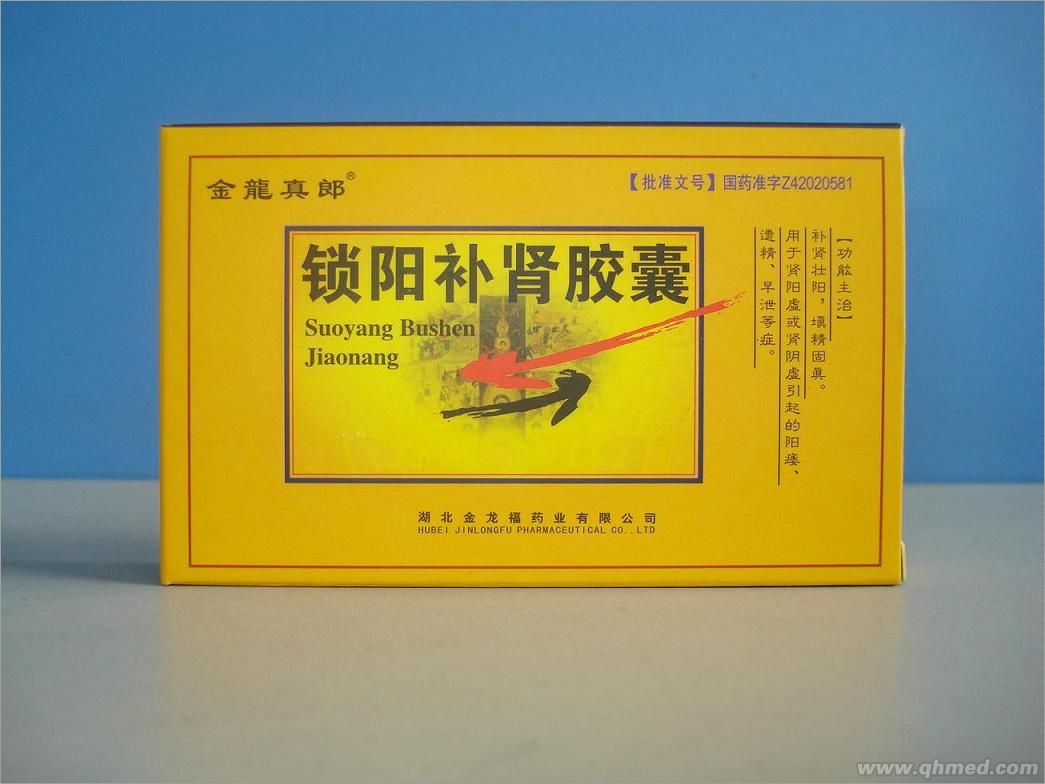 金龍真郎®
【批准文号】国药准字Z42020581
锁阳补肾胶囊
Suoyang Bushen
Jiaonang
【功能主治】
补肾壮阳，填精固真。
用于肾阳虚或肾阴虚引起的阳痿、
遗精、早泄等症。
湖北金龙福药业有限公司
HUBEI JINLONGFU PHARMACEUTICAL CO.,LTD
www.qhmed.com